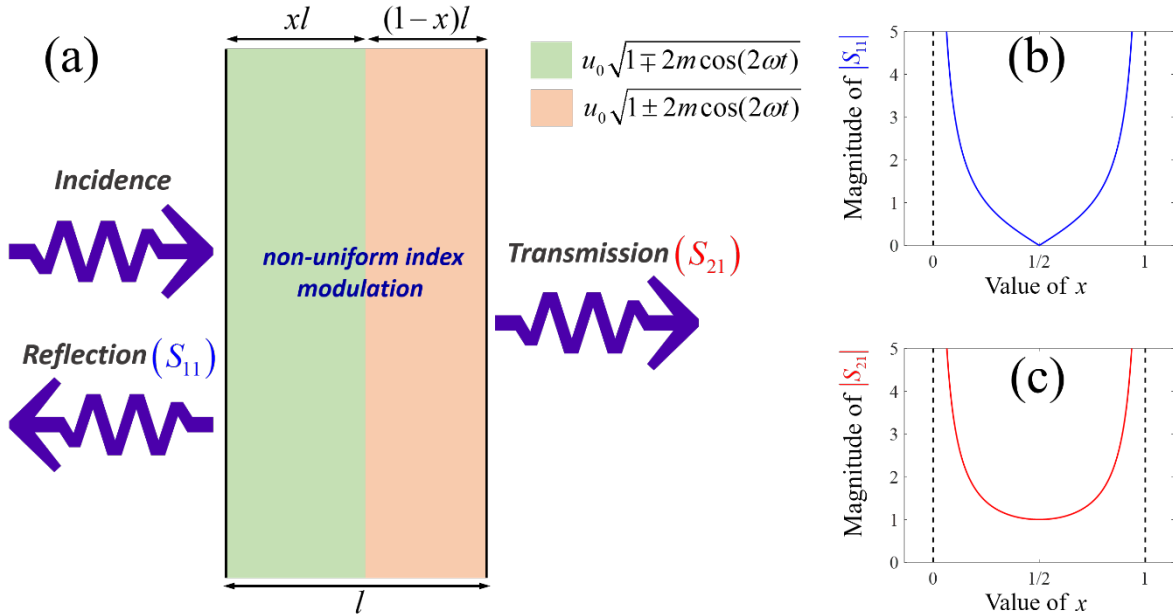 (a)
xl
(1−x)l
u₀√(1∓2m cos(2ωt))
u₀√(1±2m cos(2ωt))
Incidence
non-uniform index
modulation
Transmission (S₂₁)
Reflection (S₁₁)
l
(b)
Magnitude of |S₁₁|
5
4
3
2
1
0
0
1/2
1
Value of x
(c)
Magnitude of |S₂₁|
5
4
3
2
1
0
0
1/2
1
Value of x